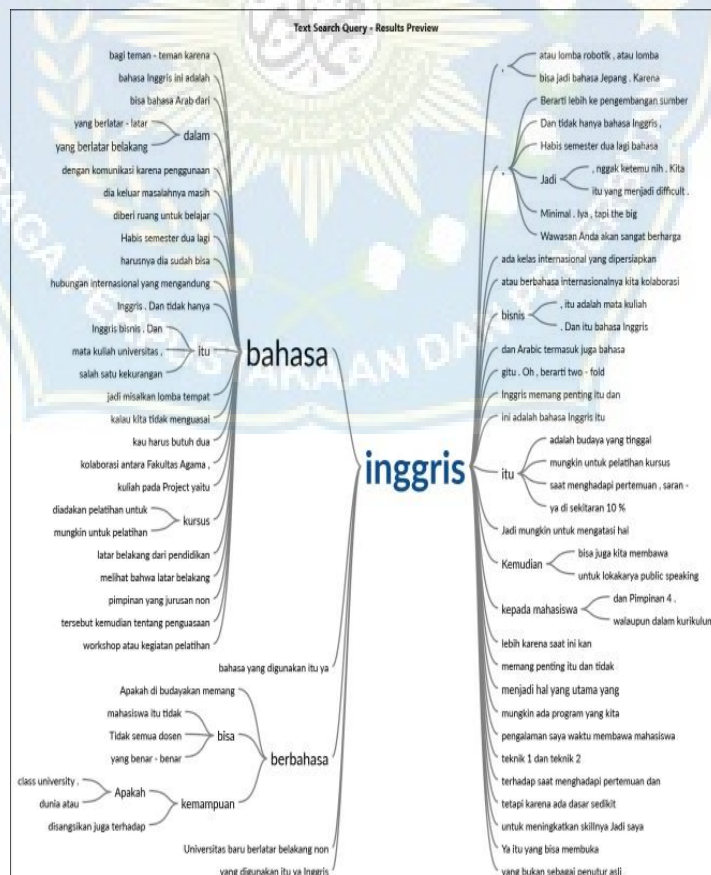 Text Search Query - Results Preview
bagi teman - teman karena
bahasa Inggris ini adalah
bisa bahasa Arab dari
yang berlatar - latar
yang berlatar belakang
dalam
dengan komunikasi karena penggunaan
dia keluar masalahnya masih
diberi ruang untuk belajar
Habis semester dua lagi
harusnya dia sudah bisa
hubungan internasional yang mengandung
Inggris . Dan tidak hanya
Inggris bisnis . Dan
mata kuliah universitas ,
salah satu kekurangan
itu
jadi misalkan lomba tempat
kalau kita tidak menguasai
kau harus butuh dua
kolaborasi antara Fakultas Agama ,
kuliah pada Project yaitu
diadakan pelatihan untuk
mungkin untuk pelatihan
kursus
latar belakang dari pendidikan
melihat bahwa latar belakang
pimpinan yang jurusan non
tersebut kemudian tentang penguasaan
workshop atau kegiatan pelatihan
bahasa
bahasa yang digunakan itu ya
Apakah di budayakan memang
mahasiswa itu tidak
Tidak semua dosen
yang benar - benar
bisa
class university .
dunia atau
Apakah
disangsikan juga terhadap
kemampuan
berbahasa
Universitas baru berlatar belakang non
yang digunakan itu ya Inggris
inggris
,
atau lomba robotik , atau lomba
bisa jadi bahasa Jepang . Karena
.
Berarti lebih ke pengembangan sumber
Dan tidak hanya bahasa Inggris ,
Habis semester dua lagi bahasa
Jadi
, nggak ketemu nih . Kita
itu yang menjadi difficult .
Minimal . Iya , tapi the big
Wawasan Anda akan sangat berharga
ada kelas internasional yang dipersiapkan
atau berbahasa internasionalnya kita kolaborasi
bisnis
, itu adalah mata kuliah
. Dan itu bahasa Inggris
dan Arabic termasuk juga bahasa
gitu . Oh , berarti two - fold
Inggris memang penting itu dan
ini adalah bahasa Inggris itu
itu
adalah budaya yang tinggal
mungkin untuk pelatihan kursus
saat menghadapi pertemuan , saran -
ya di sekitaran 10 %
Jadi mungkin untuk mengatasi hal
Kemudian
bisa juga kita membawa
untuk lokakarya public speaking
kepada mahasiswa
dan Pimpinan 4 .
walaupun dalam kurikulum
lebih karena saat ini kan
memang penting itu dan tidak
menjadi hal yang utama yang
mungkin ada program yang kita
pengalaman saya waktu membawa mahasiswa
teknik 1 dan teknik 2
terhadap saat menghadapi pertemuan dan
tetapi karena ada dasar sedikit
untuk meningkatkan skillnya Jadi saya
Ya itu yang bisa membuka
yang bukan sebagai penutur asli